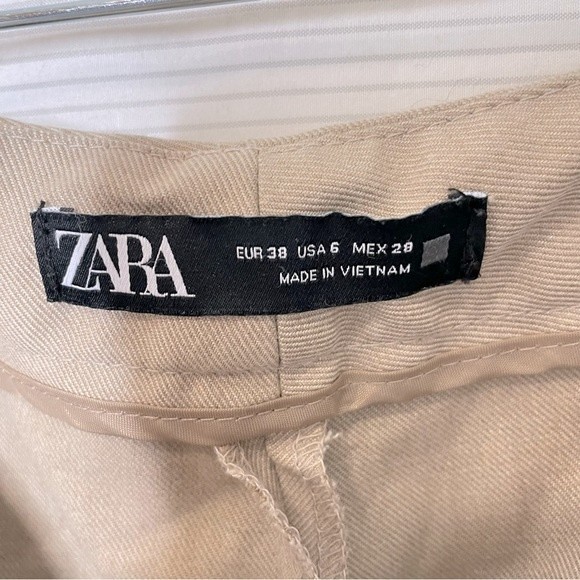 ZARA
EUR 38 USA 6 MEX 28
MADE IN VIETNAM